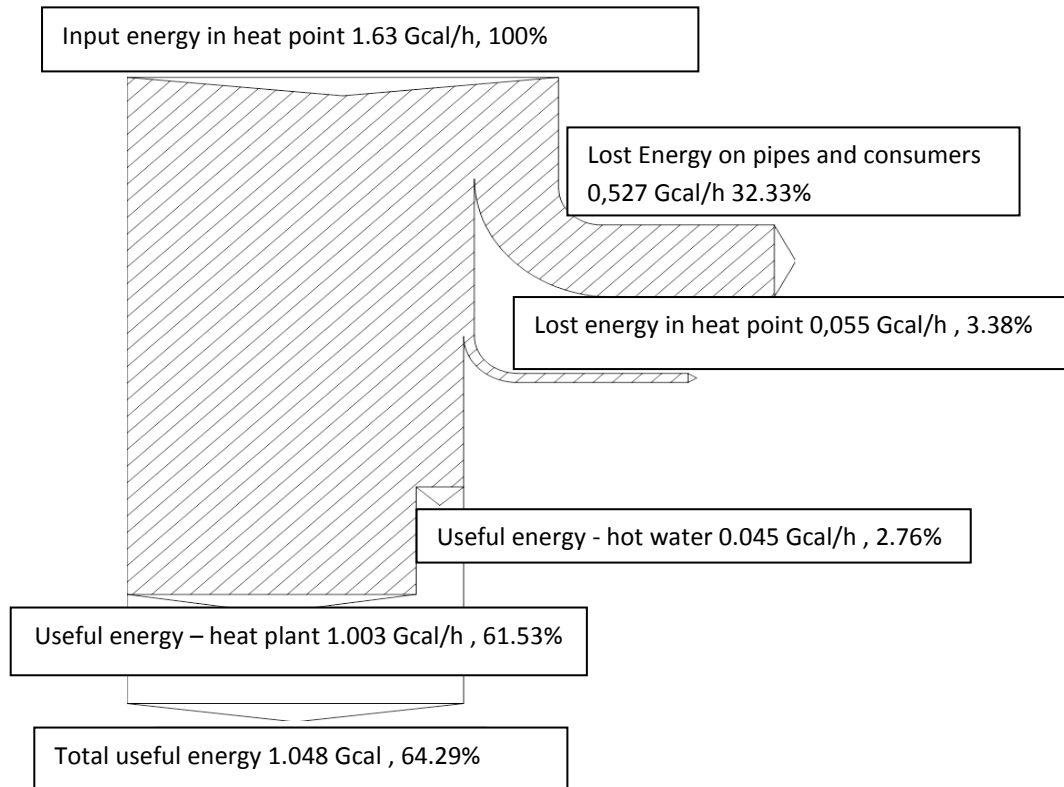 Input energy in heat point 1.63 Gcal/h, 100%
Lost Energy on pipes and consumers
0,527 Gcal/h 32.33%
Lost energy in heat point 0,055 Gcal/h , 3.38%
Useful energy - hot water 0.045 Gcal/h , 2.76%
Useful energy – heat plant 1.003 Gcal/h , 61.53%
Total useful energy 1.048 Gcal , 64.29%